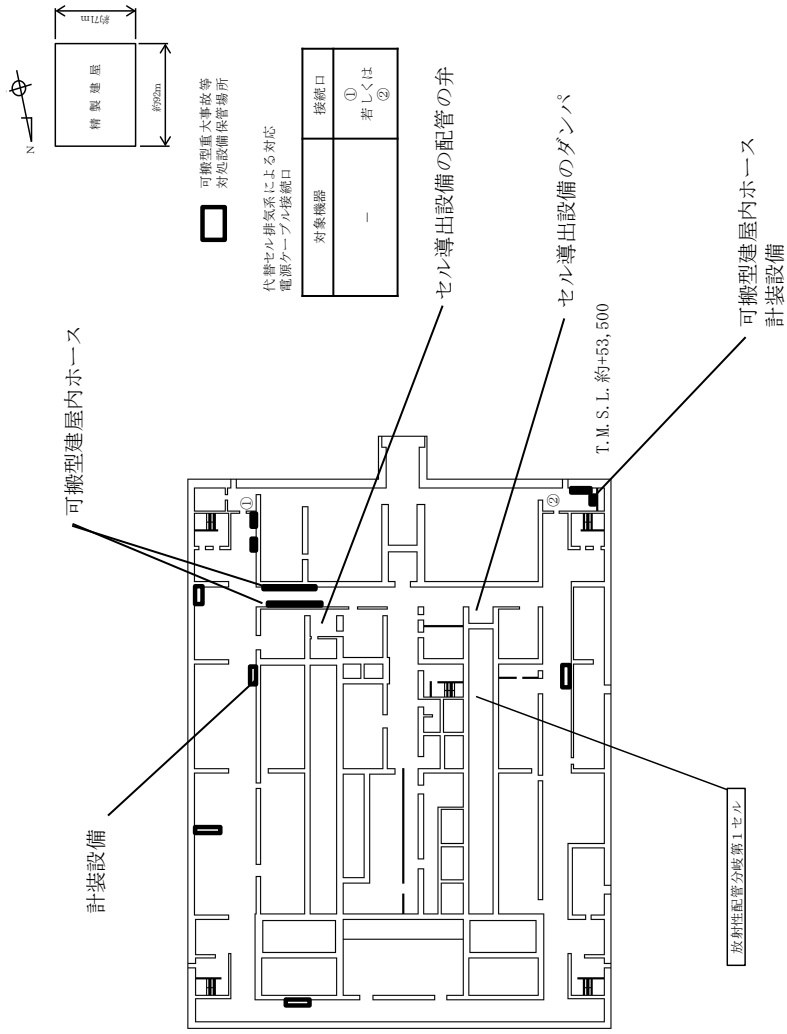 N
精製建屋
約92m
約71m
可搬型重大事故等
対処設備保管場所
代替セル排気系による対応
電源ケーブル接続口
対象機器
接続口
－
①
若しくは
②
可搬型建屋内ホース
セル導出設備の配管の弁
セル導出設備のダンパ
T.M.S.L.約+53,500
可搬型建屋内ホース
計装設備
計装設備
放射性配管分岐第１セル
①
②